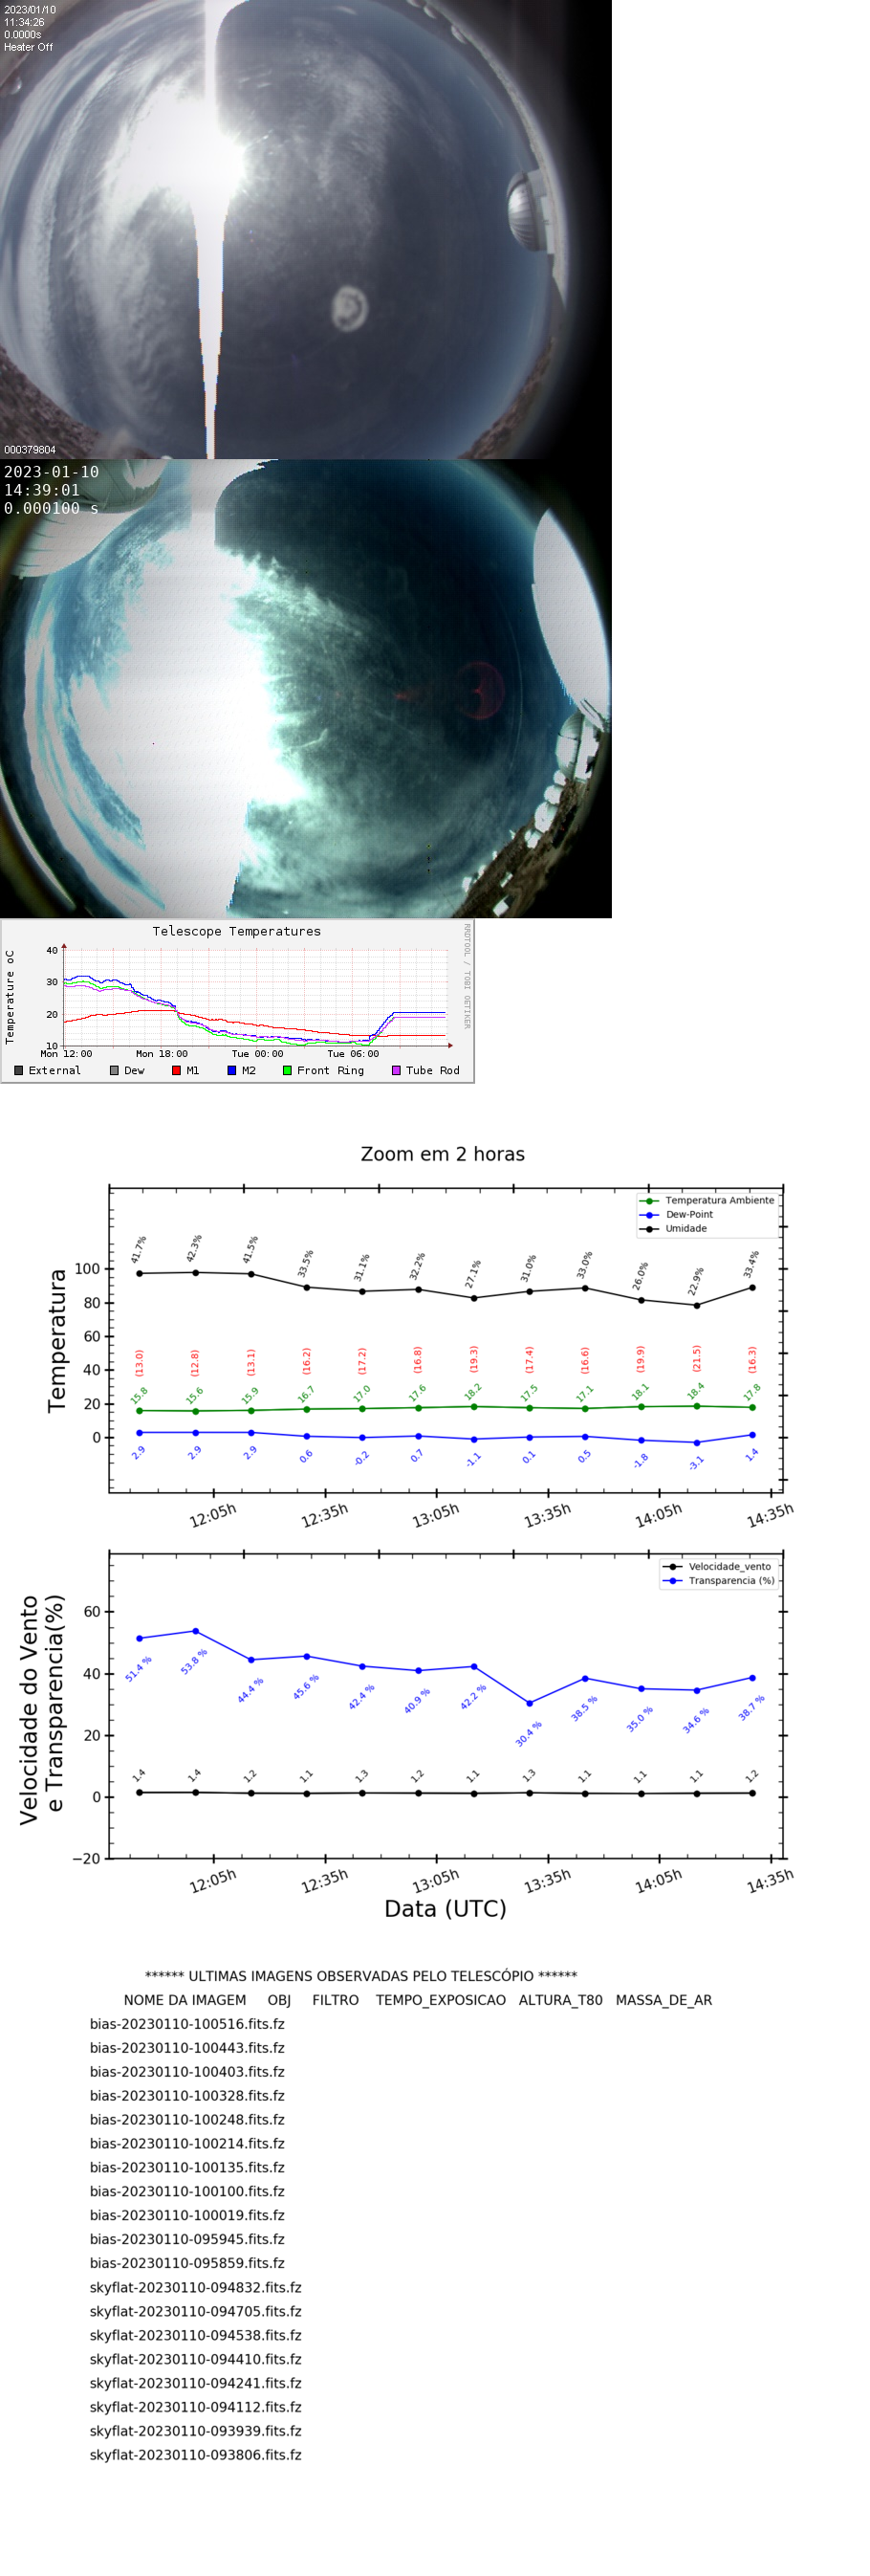 2023/01/10
11:34:26
0.0000s
Heater Off
000379804
2023-01-10
14:39:01
0.000100 s
Telescope Temperatures
RRDTOOL / TOBI OETIKER
Temperature oC
40
30
20
10
Mon 12:00 Mon 18:00 Tue 00:00 Tue 06:00
External Dew M1 M2 Front Ring Tube Rod
Zoom em 2 horas
Temperatura Ambiente
Dew-Point
Umidade
Temperatura
100
80
60
40
20
0
41.7% 42.3% 41.5% 33.5% 31.1% 32.2% 27.1% 31.0% 33.0% 26.0% 22.9% 33.4%
(13.0) (12.8) (13.1) (16.2) (17.2) (16.8) (19.3) (17.4) (16.6) (19.9) (21.5) (16.3)
15.8 15.6 15.9 16.7 17.0 17.6 18.2 17.5 17.1 18.1 18.4 17.8
2.9 2.9 2.9 0.6 -0.2 0.7 -1.1 0.1 0.5 -1.8 -3.1 1.4
12:05h 12:35h 13:05h 13:35h 14:05h 14:35h
Velocidade_vento
Transparencia (%)
Velocidade do Vento
e Transparencia(%)
60
40
20
0
−20
51.4 % 53.8 % 44.4 % 45.6 % 42.4 % 40.9 % 42.2 % 30.4 % 38.5 % 35.0 % 34.6 % 38.7 %
1.4 1.4 1.2 1.1 1.3 1.2 1.1 1.3 1.1 1.1 1.1 1.2
12:05h 12:35h 13:05h 13:35h 14:05h 14:35h
Data (UTC)
****** ULTIMAS IMAGENS OBSERVADAS PELO TELESCÓPIO ******
NOME DA IMAGEM OBJ FILTRO TEMPO_EXPOSICAO ALTURA_T80 MASSA_DE_AR
bias-20230110-100516.fits.fz
bias-20230110-100443.fits.fz
bias-20230110-100403.fits.fz
bias-20230110-100328.fits.fz
bias-20230110-100248.fits.fz
bias-20230110-100214.fits.fz
bias-20230110-100135.fits.fz
bias-20230110-100100.fits.fz
bias-20230110-100019.fits.fz
bias-20230110-095945.fits.fz
bias-20230110-095859.fits.fz
skyflat-20230110-094832.fits.fz
skyflat-20230110-094705.fits.fz
skyflat-20230110-094538.fits.fz
skyflat-20230110-094410.fits.fz
skyflat-20230110-094241.fits.fz
skyflat-20230110-094112.fits.fz
skyflat-20230110-093939.fits.fz
skyflat-20230110-093806.fits.fz